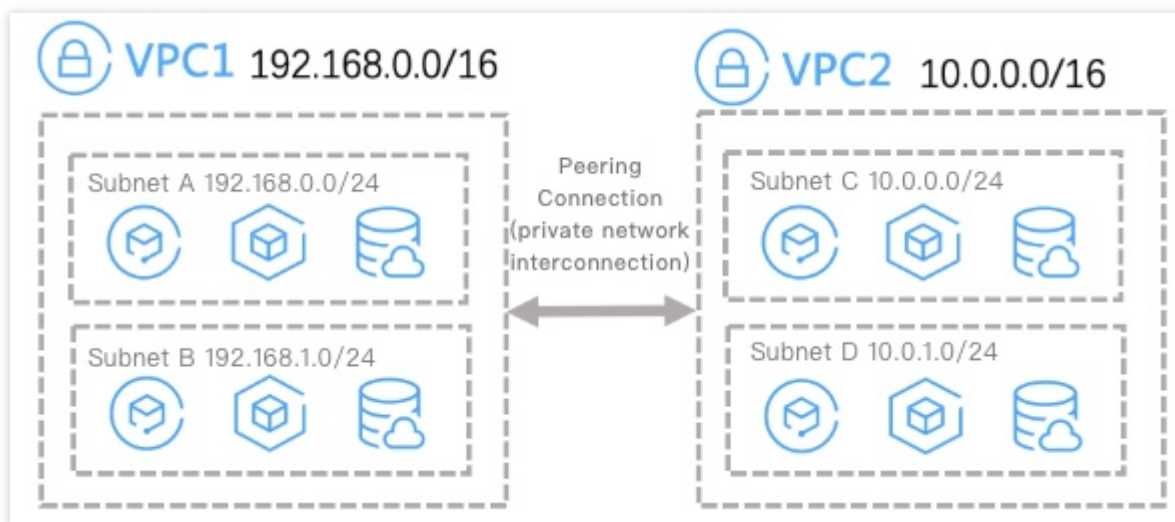 VPC1 192.168.0.0/16
Subnet A 192.168.0.0/24
Subnet B 192.168.1.0/24
Peering
Connection
(private network
interconnection)
VPC2 10.0.0.0/16
Subnet C 10.0.0.0/24
Subnet D 10.0.1.0/24